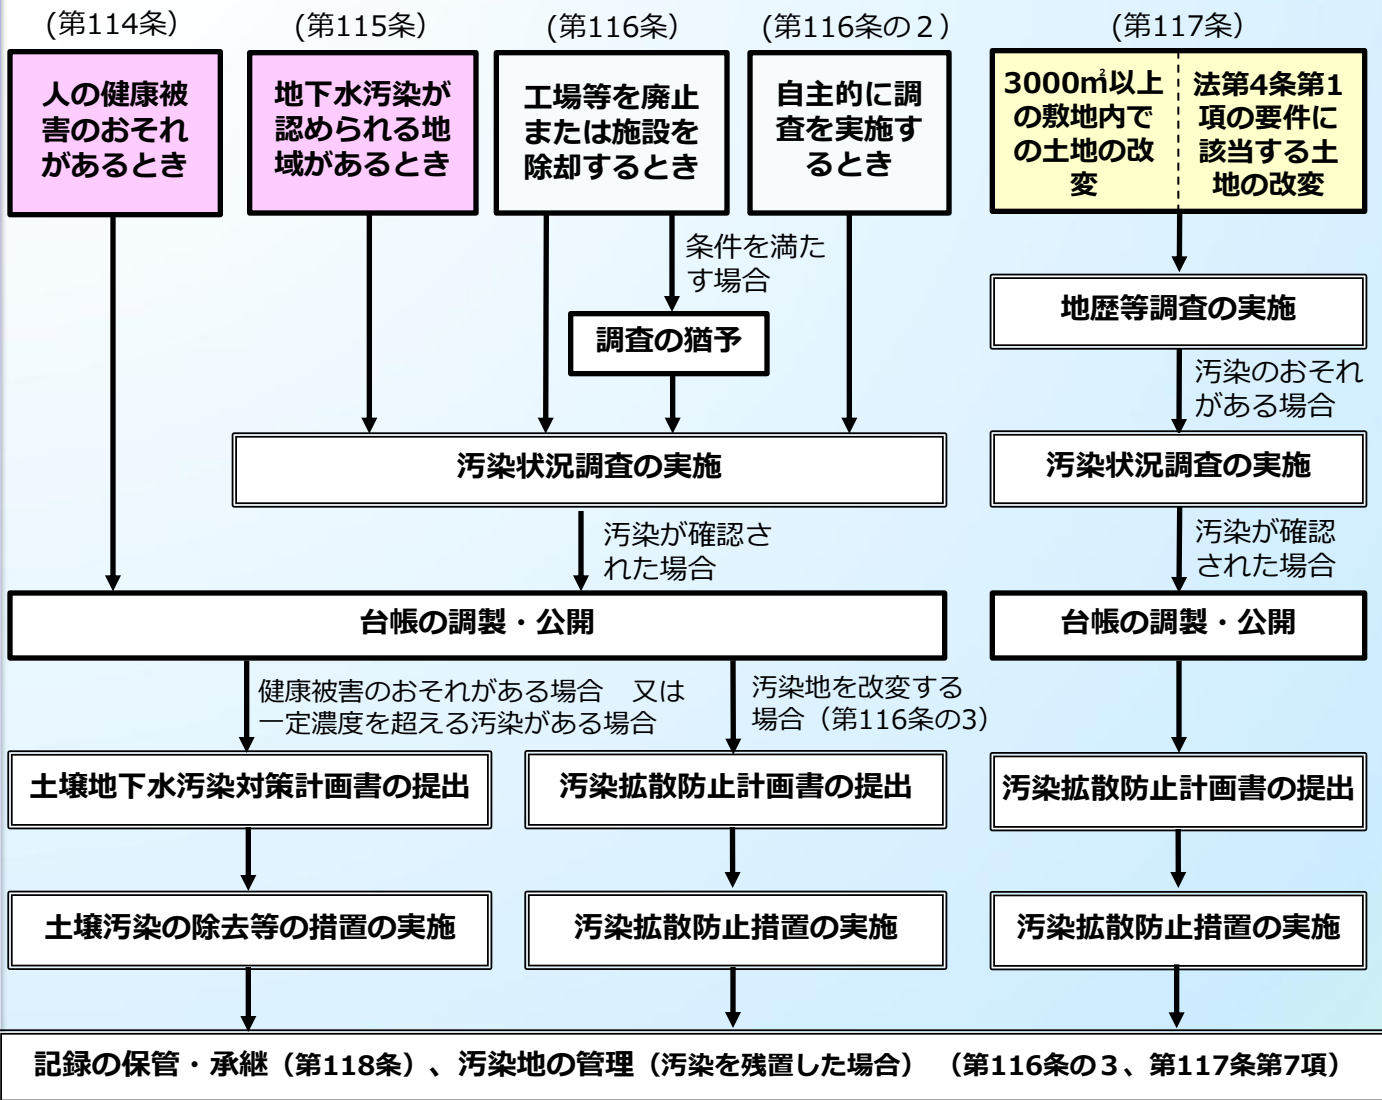 (第114条）
(第115条）
(第116条）
(第116条の２）
(第117条）
人の健康被
害のおそれ
があるとき
地下水汚染が
認められる地
域があるとき
工場等を廃止
または施設を
除却するとき
自主的に調
査を実施す
るとき
3000㎡以上
の敷地内で
の土地の改
変
法第4条第1
項の要件に
該当する土
地の改変
条件を満た
す場合
調査の猶予
地歴等調査の実施
汚染のおそれ
がある場合
汚染状況調査の実施
汚染状況調査の実施
汚染が確認さ
れた場合
汚染が確認
された場合
台帳の調製・公開
台帳の調製・公開
健康被害のおそれがある場合　又は
一定濃度を超える汚染がある場合
汚染地を改変する
場合（第116条の3）
土壌地下水汚染対策計画書の提出
汚染拡散防止計画書の提出
汚染拡散防止計画書の提出
土壌汚染の除去等の措置の実施
汚染拡散防止措置の実施
汚染拡散防止措置の実施
記録の保管・承継（第118条）、汚染地の管理（汚染を残置した場合）　（第116条の３、第117条第7項）